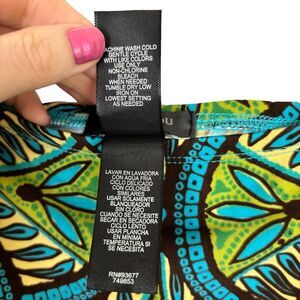 MACHINE WASH COLD
GENTLE CYCLE
WITH LIKE COLORS
USE ONLY
NON-CHLORINE
BLEACH
WHEN NEEDED
TUMBLE DRY LOW
IRON ON
LOWEST SETTING
AS NEEDED
ou
LAVAR EN LAVADORA
CON AGUA FRIA
CICLO DELICADO
CON COLORES
SIMILARES
USAR SOLAMENTE
BLANQUEADOR
SIN CLORO
CUANDO SE NECESITE
SECAR EN SECADORA
CICLO LENTO
USAR PLANCHA
EN MINIMA
TEMPERATURA SI
SE NECESITA
RN#93677
749853